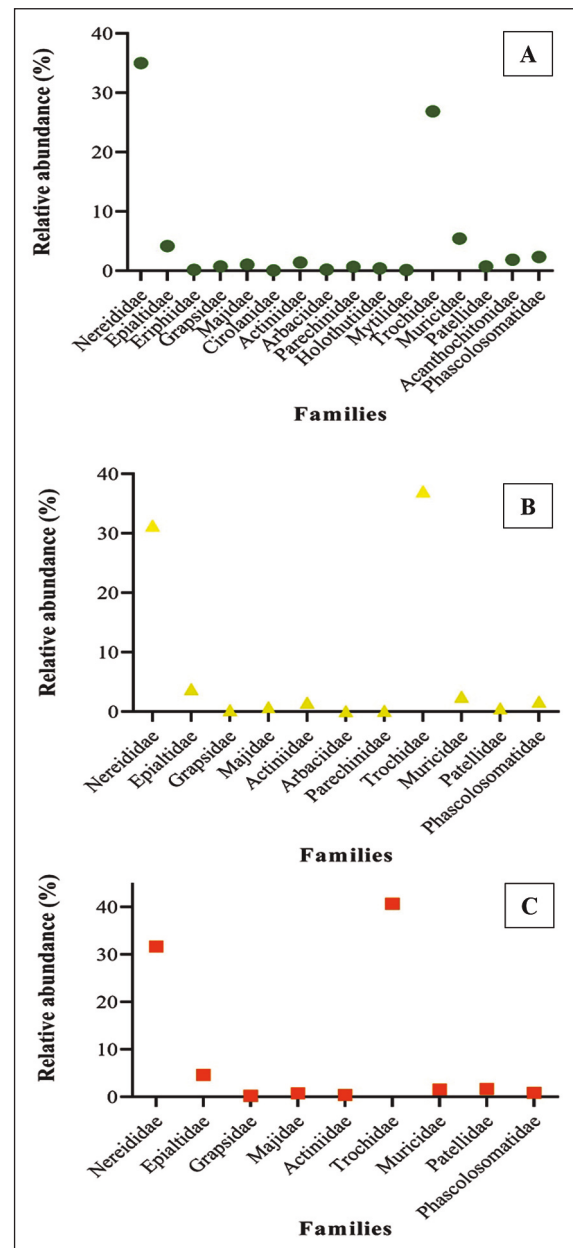 A
Relative abundance (%)
40
30
20
10
0
Nereididae
Epialtidae
Eriphiidae
Grapsidae
Majidae
Cirolanidae
Actiniidae
Arbaciidae
Parechinidae
Holothutiidae
Mytilidae
Trochidae
Muricidae
Patellidae
Acanthochitonidae
Phascolosomatidae
Families
B
Relative abundance (%)
40
30
20
10
0
Nereididae
Epialtidae
Grapsidae
Majidae
Actiniidae
Arbaciidae
Parechinidae
Trochidae
Muricidae
Patellidae
Phascolosomatidae
Families
C
Relative abundance (%)
40
30
20
10
0
Nereididae
Epialtidae
Grapsidae
Majidae
Actiniidae
Trochidae
Muricidae
Patellidae
Phascolosomatidae
Families